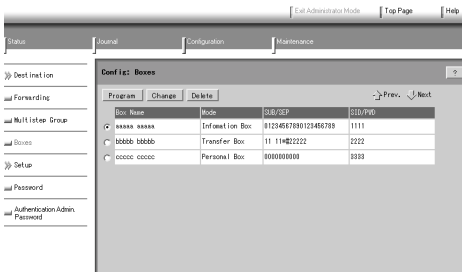 Exit Administrator Mode Top Page Help
Status Journal Configuration Maintenance
Destination
Forwarding
Multistep Group
Boxes
Setup
Password
Authentication Admin. Password
Config: Boxes ?
Program Change Delete Prev. Next
Box Name Mode SUB/SEP SID/PWD
aaaaa aaaaa Infomation Box 01234567890123456789 1111
bbbbb bbbbb Transfer Box 11 11*#22222 2222
ccccc ccccc Personal Box 0000000000 3333